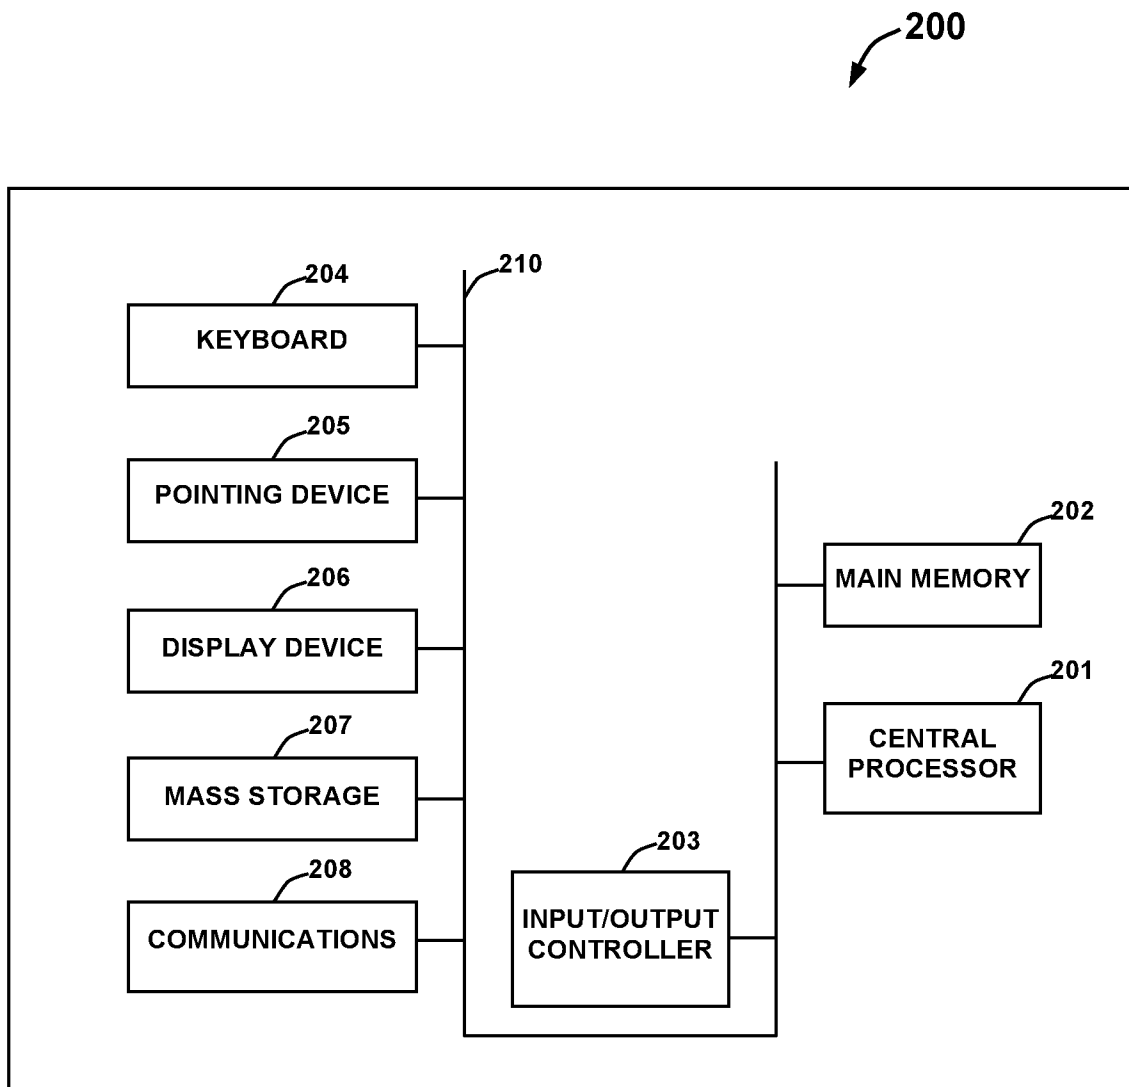 200
204
210
KEYBOARD
205
POINTING DEVICE
202
MAIN MEMORY
206
DISPLAY DEVICE
201
CENTRAL
PROCESSOR
207
MASS STORAGE
203
INPUT/OUTPUT
CONTROLLER
208
COMMUNICATIONS